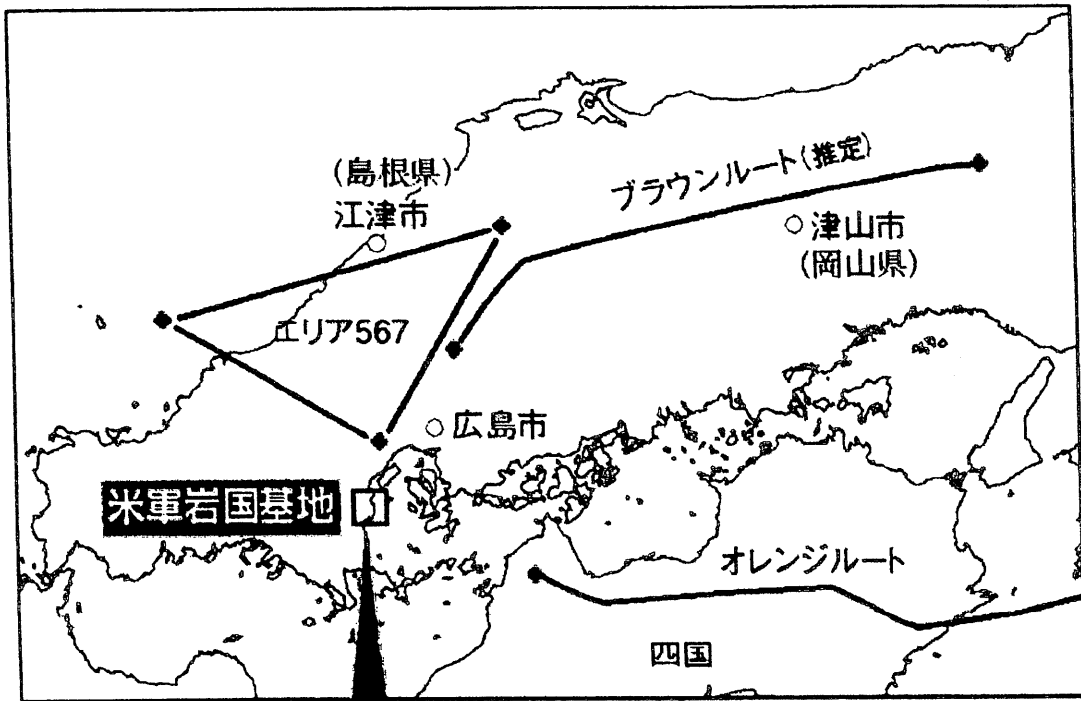 (島根県)
江津市
ブラウンルート(推定)
津山市
(岡山県)
エリア567
広島市
米軍岩国基地
オレンジルート
四国